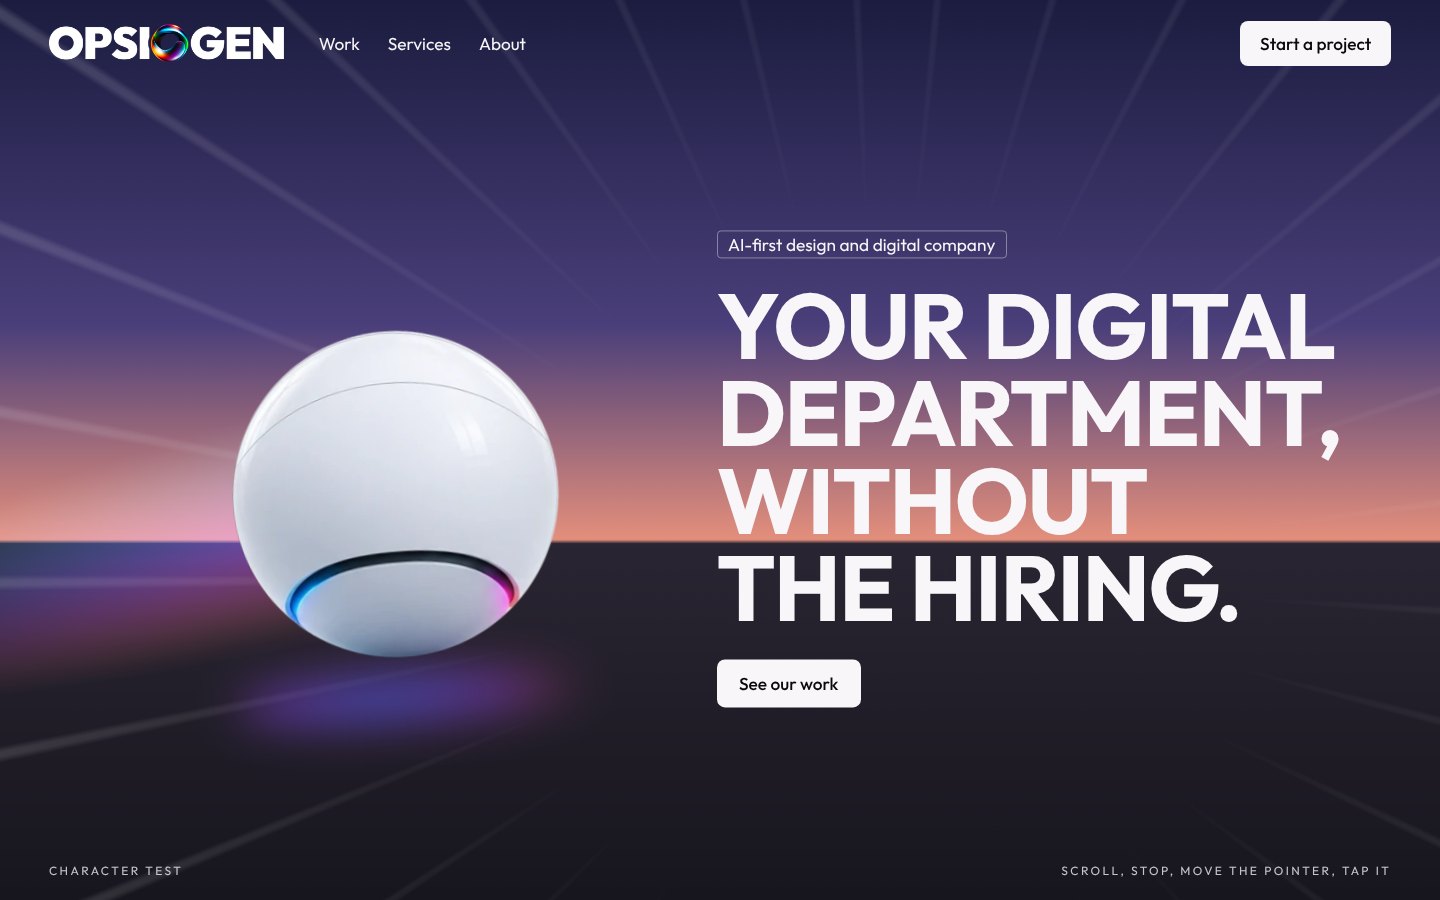 OPSIOGEN
Work
Services
About
Start a project
AI-first design and digital company
YOUR DIGITAL
DEPARTMENT,
WITHOUT
THE HIRING.
See our work
CHARACTER TEST
SCROLL, STOP, MOVE THE POINTER, TAP IT